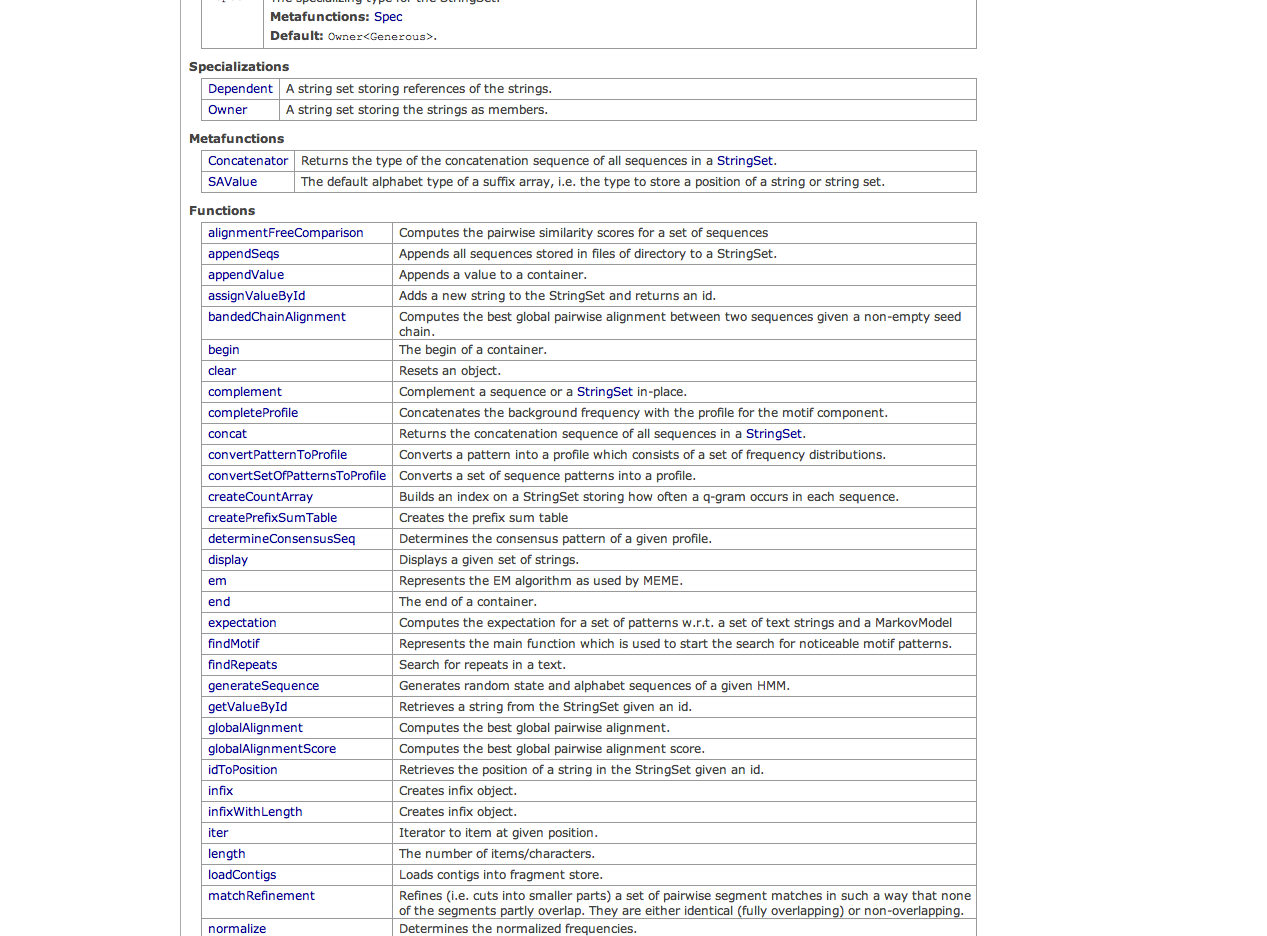 Metafunctions: Spec
Default: Owner<Generous>.
Specializations
Dependent A string set storing references of the strings.
Owner A string set storing the strings as members.
Metafunctions
Concatenator Returns the type of the concatenation sequence of all sequences in a StringSet.
SAValue The default alphabet type of a suffix array, i.e. the type to store a position of a string or string set.
Functions
alignmentFreeComparison Computes the pairwise similarity scores for a set of sequences
appendSeqs Appends all sequences stored in files of directory to a StringSet.
appendValue Appends a value to a container.
assignValueById Adds a new string to the StringSet and returns an id.
bandedChainAlignment Computes the best global pairwise alignment between two sequences given a non-empty seed
chain.
begin The begin of a container.
clear Resets an object.
complement Complement a sequence or a StringSet in-place.
completeProfile Concatenates the background frequency with the profile for the motif component.
concat Returns the concatenation sequence of all sequences in a StringSet.
convertPatternToProfile Converts a pattern into a profile which consists of a set of frequency distributions.
convertSetOfPatternsToProfile Converts a set of sequence patterns into a profile.
createCountArray Builds an index on a StringSet storing how often a q-gram occurs in each sequence.
createPrefixSumTable Creates the prefix sum table
determineConsensusSeq Determines the consensus pattern of a given profile.
display Displays a given set of strings.
em Represents the EM algorithm as used by MEME.
end The end of a container.
expectation Computes the expectation for a set of patterns w.r.t. a set of text strings and a MarkovModel
findMotif Represents the main function which is used to start the search for noticeable motif patterns.
findRepeats Search for repeats in a text.
generateSequence Generates random state and alphabet sequences of a given HMM.
getValueById Retrieves a string from the StringSet given an id.
globalAlignment Computes the best global pairwise alignment.
globalAlignmentScore Computes the best global pairwise alignment score.
idToPosition Retrieves the position of a string in the StringSet given an id.
infix Creates infix object.
infixWithLength Creates infix object.
iter Iterator to item at given position.
length The number of items/characters.
loadContigs Loads contigs into fragment store.
matchRefinement Refines (i.e. cuts into smaller parts) a set of pairwise segment matches in such a way that none
of the segments partly overlap. They are either identical (fully overlapping) or non-overlapping.
normalize Determines the normalized frequencies.